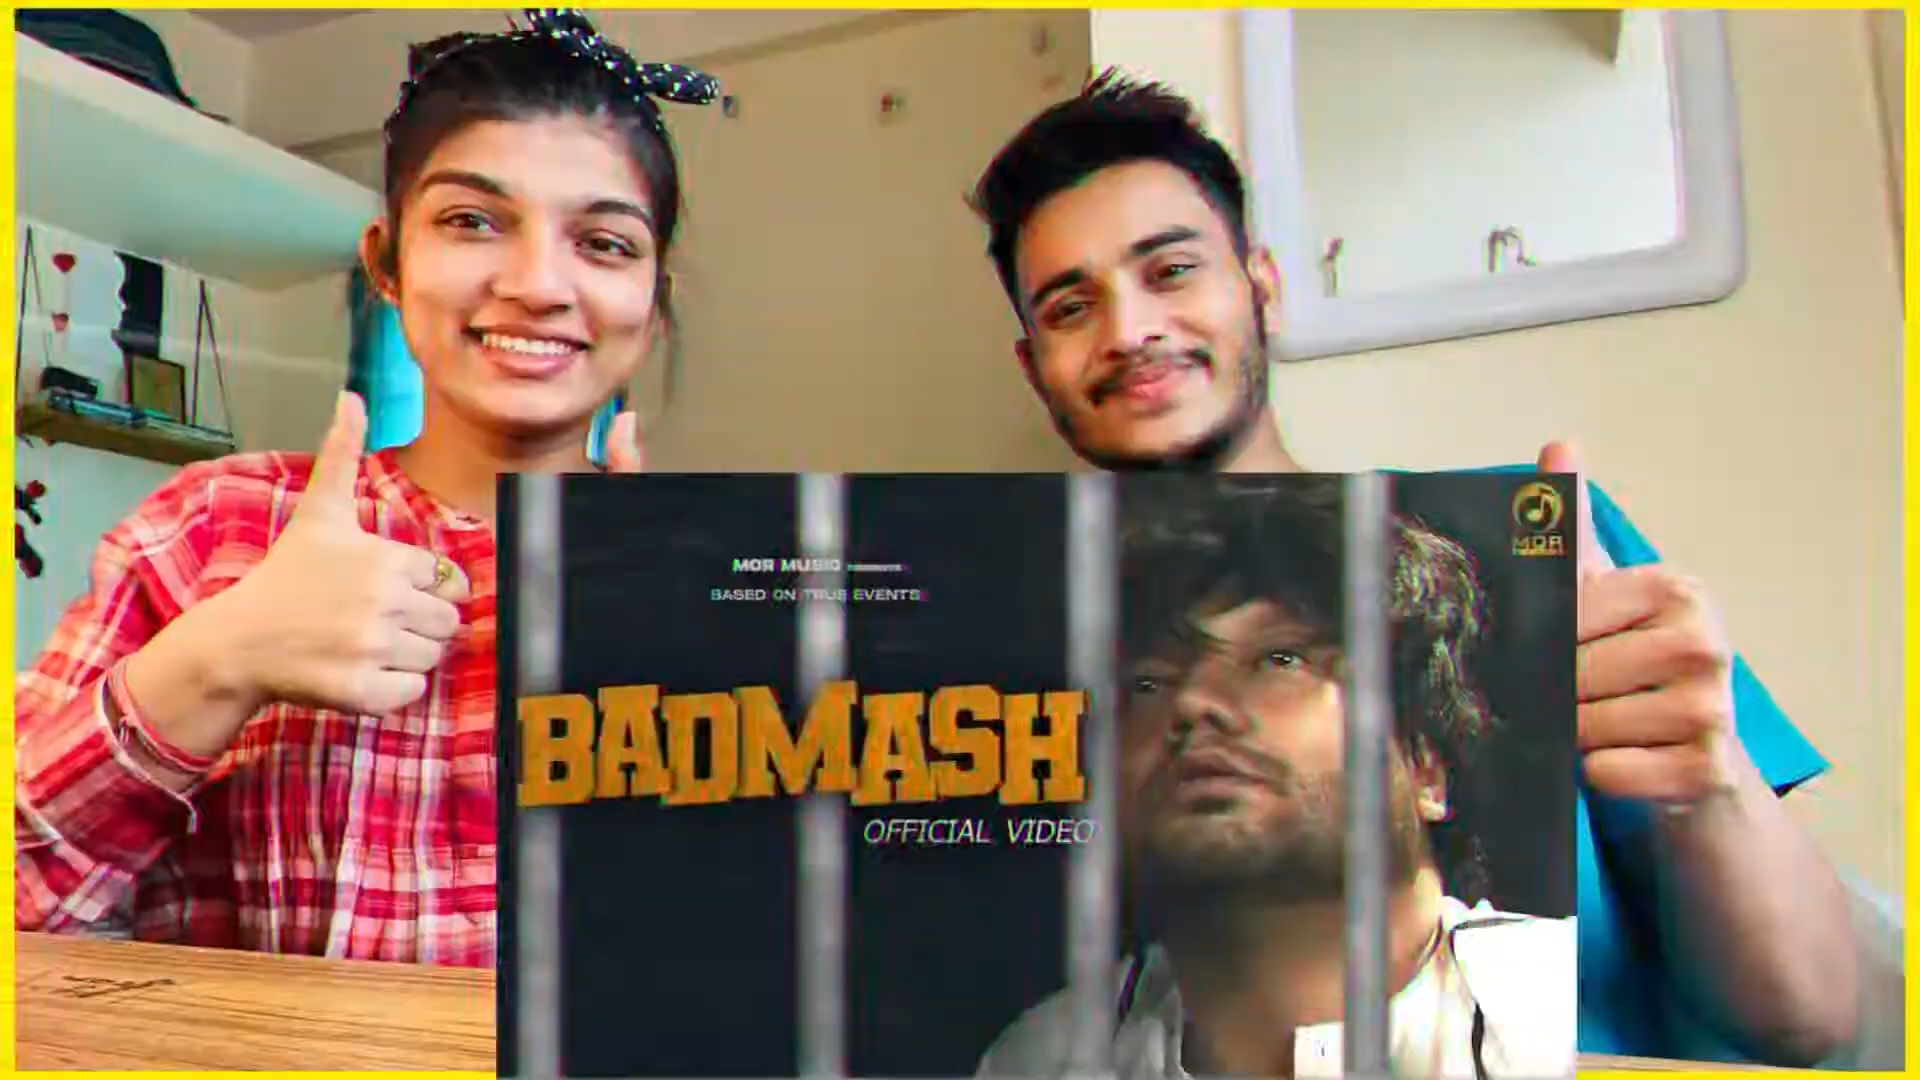 MOR
MOR MUSIC
BASED ON TRUE EVENTS
BADMASH
OFFICIAL VIDEO